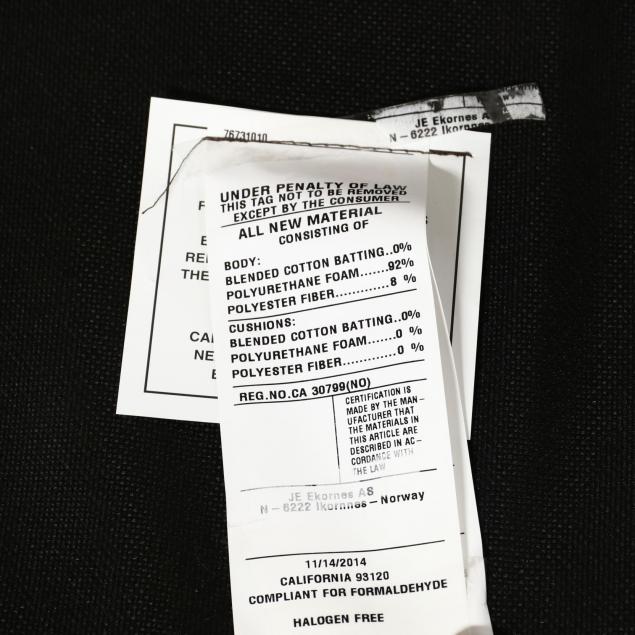 76731010
JE Ekornes
N – 6222 Ikornnes
UNDER PENALTY OF LAW
THIS TAG NOT TO BE REMOVED
EXCEPT BY THE CONSUMER
ALL NEW MATERIAL
CONSISTING OF
BODY:
BLENDED COTTON BATTING..0%
POLYURETHANE FOAM.......92%
POLYESTER FIBER............8 %
CUSHIONS:
BLENDED COTTON BATTING..0%
POLYURETHANE FOAM.......0 %
POLYESTER FIBER............0 %
REG.NO.CA 30799(NO)
CERTIFICATION IS
MADE BY THE MAN–
UFACTURER THAT
THE MATERIALS IN
THIS ARTICLE ARE
DESCRIBED IN AC–
CORDANCE WITH
THE LAW
JE Ekornes AS
N – 6222 Ikornnes – Norway
11/14/2014
CALIFORNIA 93120
COMPLIANT FOR FORMALDEHYDE
HALOGEN FREE